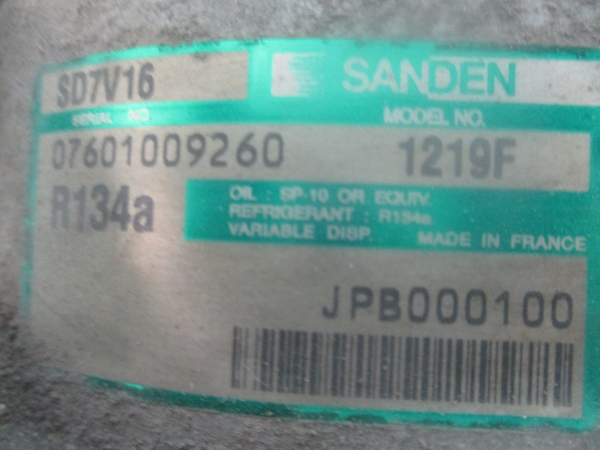 SD7V16 SANDEN
SERIAL NO MODEL NO.
07601009260 1219F
R134a
OIL : SP-10 OR EQUIV.
REFRIGERANT : R134a
VARIABLE DISP. MADE IN FRANCE
JPB000100